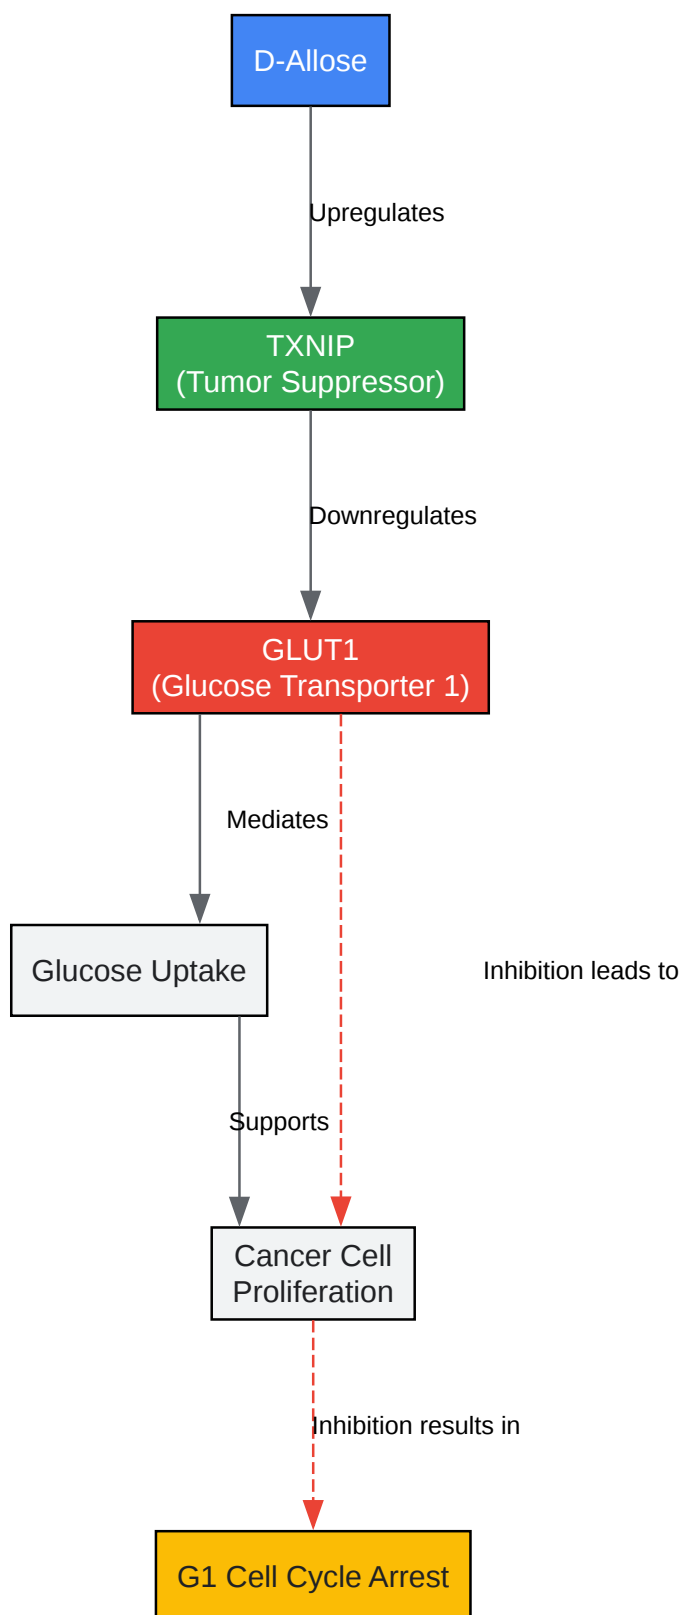 D-Allose
Upregulates
TXNIP
(Tumor Suppressor)
Downregulates
GLUT1
(Glucose Transporter 1)
Mediates
Glucose Uptake
Inhibition leads to
Supports
Cancer Cell
Proliferation
Inhibition results in
G1 Cell Cycle Arrest